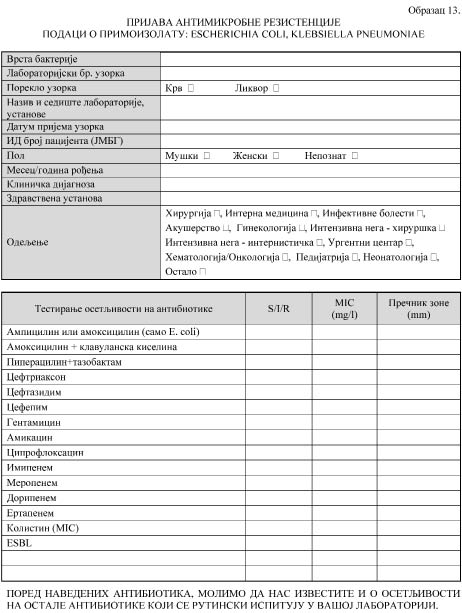 Образац 13.
ПРИЈАВА АНТИМИКРОБНЕ РЕЗИСТЕНЦИЈЕ
ПОДАЦИ О ПРИМОИЗОЛАТУ: ESCHERICHIA COLI, KLEBSIELLA PNEUMONIAE
Врста бактерије
Лабораторијски бр. узорка
Порекло узорка Крв □ Ликвор □
Назив и седиште лабораторије,
установе
Датум пријема узорка
ИД број пацијента (ЈМБГ)
Пол Мушки □ Женски □ Непознат □
Месец/година рођења
Клиничка дијагноза
Здравствена установа
Одељење
Хирургија □, Интерна медицина □, Инфективне болести □,
Акушерство □, Гинекологија □, Интензивна нега - хируршка □
Интензивна нега - интернистичка □, Ургентни центар □,
Хематологија/Онкологија □, Педијатрија □, Неонатологија □,
Остало □
Тестирање осетљивости на антибиотике S/I/R MIC (mg/l) Пречник зоне (mm)
Ампицилин или амоксицилин (само E. coli)
Амоксицилин + клавуланска киселина
Пиперацилин+тазобактам
Цефтриаксон
Цефтазидим
Цефепим
Гентамицин
Амикацин
Ципрофлоксацин
Имипенем
Меропенем
Дорипенем
Ертапенем
Колистин (MIC)
ESBL
ПОРЕД НАВЕДЕНИХ АНТИБИОТИКА, МОЛИМО ДА НАС ИЗВЕСТИТЕ И О ОСЕТЉИВОСТИ
НА ОСТАЛЕ АНТИБИОТИКЕ КОЈИ СЕ РУТИНСКИ ИСПИТУЈУ У ВАШОЈ ЛАБОРАТОРИЈИ.